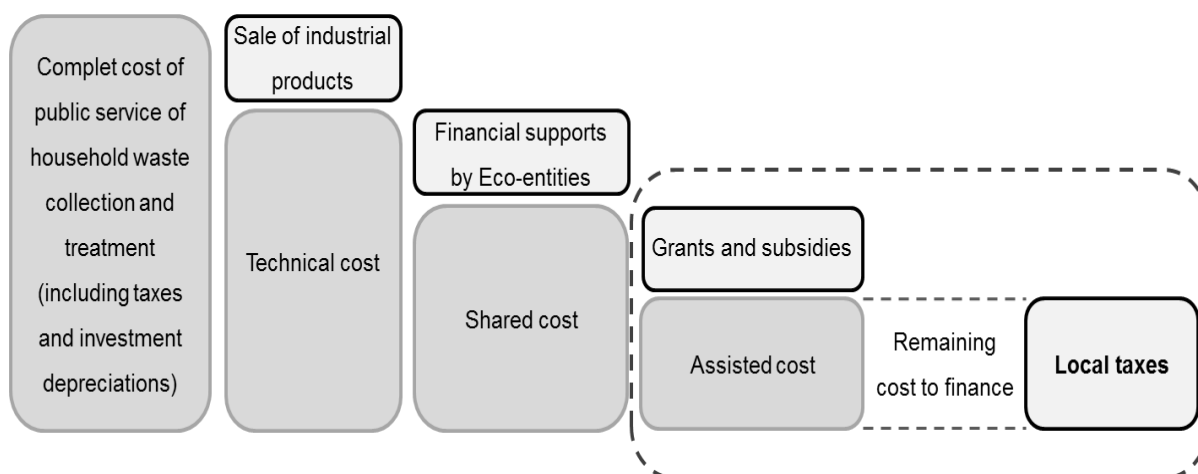 Complet cost of
public service of
household waste
collection and
treatment
(including taxes
and investment
depreciations)
Sale of industrial
products
Technical cost
Financial supports
by Eco-entities
Shared cost
Grants and subsidies
Assisted cost
Remaining
cost to finance
Local taxes